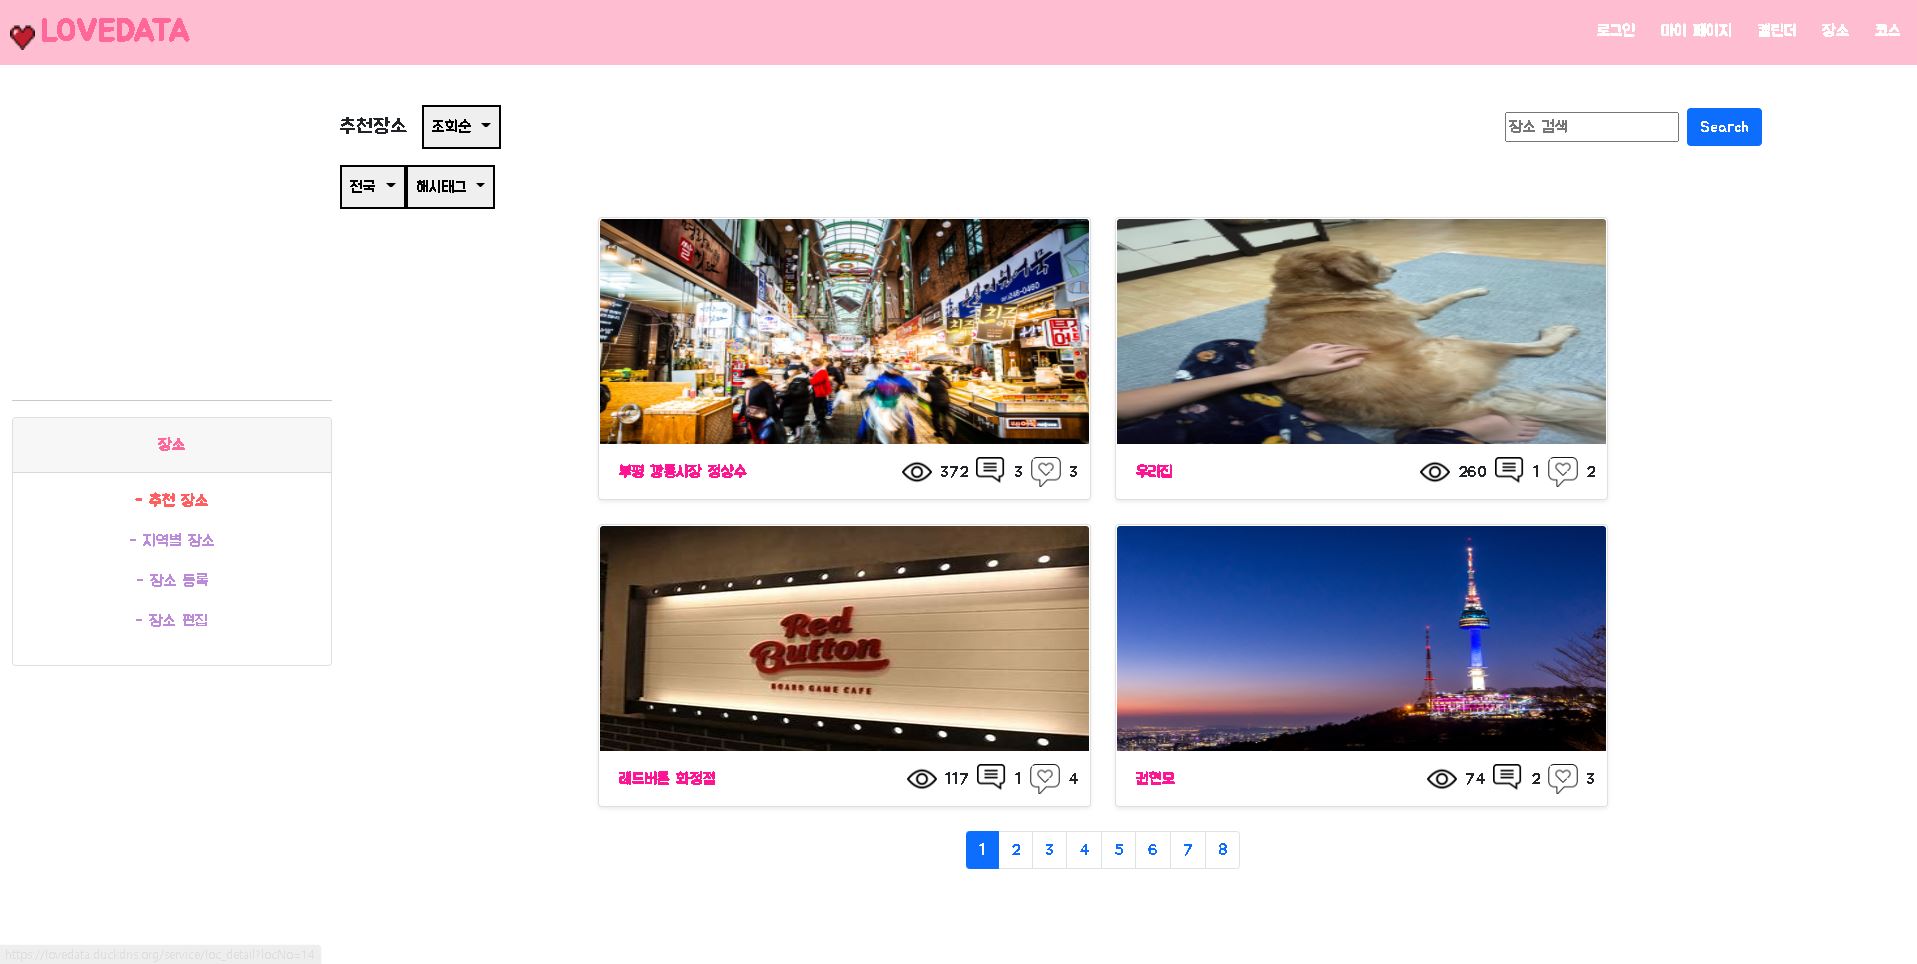 LOVEDATA
로그인 마이 페이지 캘린더 장소 코스
추천장소 조회순
장소 검색 Search
전국 해시태그
치즈
부평 깡통시장 정상수 372 3 3
우리진 260 1 2
장소
- 추천 장소
- 지역별 장소
- 장소 등록
- 장소 편집
Red
Button
BOARD GAME CAFE
레드버튼 화정점 117 1 4
권현모 74 2 3
1 2 3 4 5 6 7 8
https://lovedata.duckdns.org/service/loc_detail?locNo=14